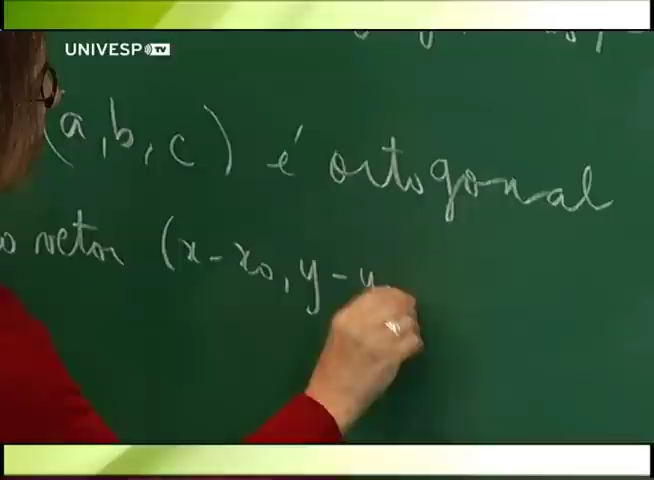 UNIVESP TV
(a, b, c) é ortogonal
vetor (x - x₀, y - y